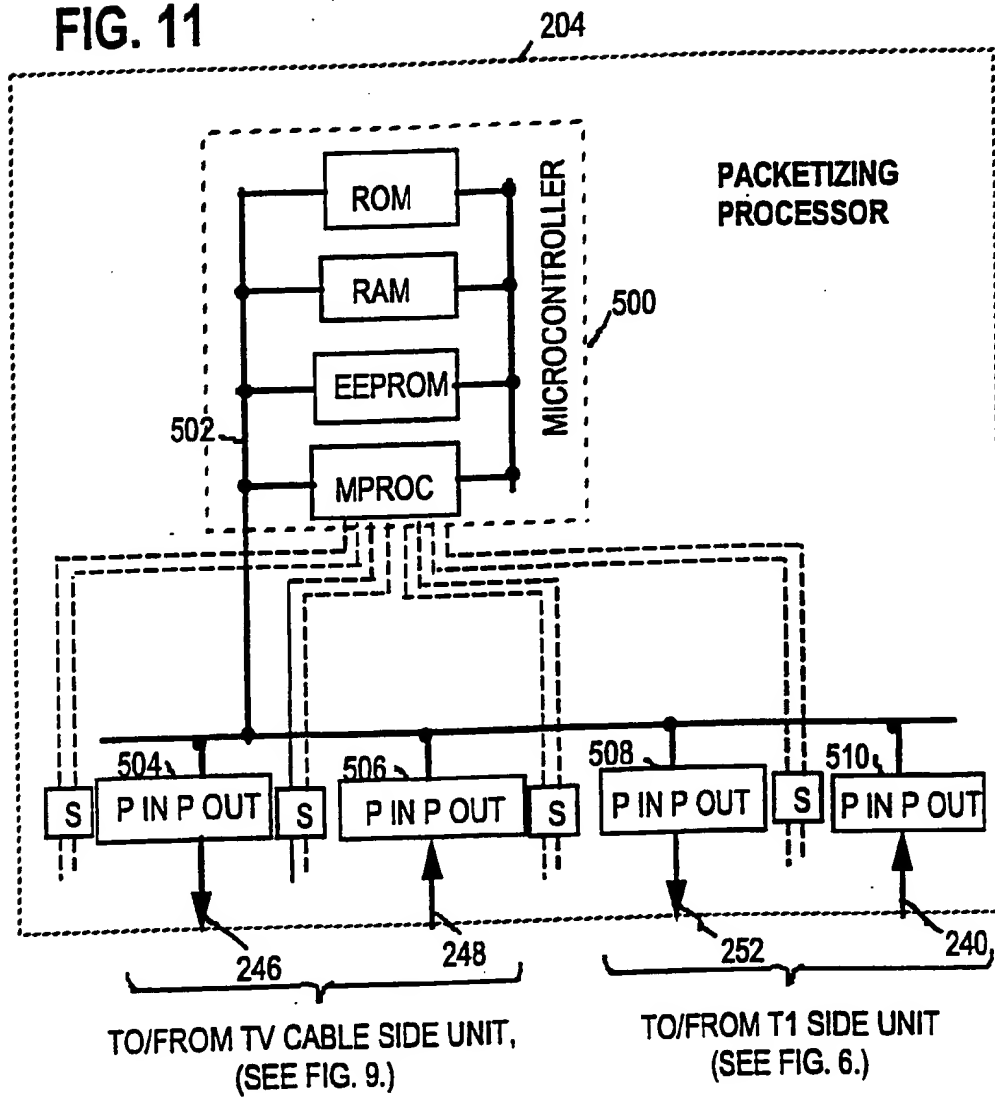 FIG. 11
204
ROM
RAM
EEPROM
MPROC
MICROCONTROLLER
PACKETIZING
PROCESSOR
500
502
504
506
508
510
S
P IN P OUT
S
P IN P OUT
S
P IN P OUT
S
P IN P OUT
246
248
252
240
TO/FROM TV CABLE SIDE UNIT,
(SEE FIG. 9.)
TO/FROM T1 SIDE UNIT
(SEE FIG. 6.)